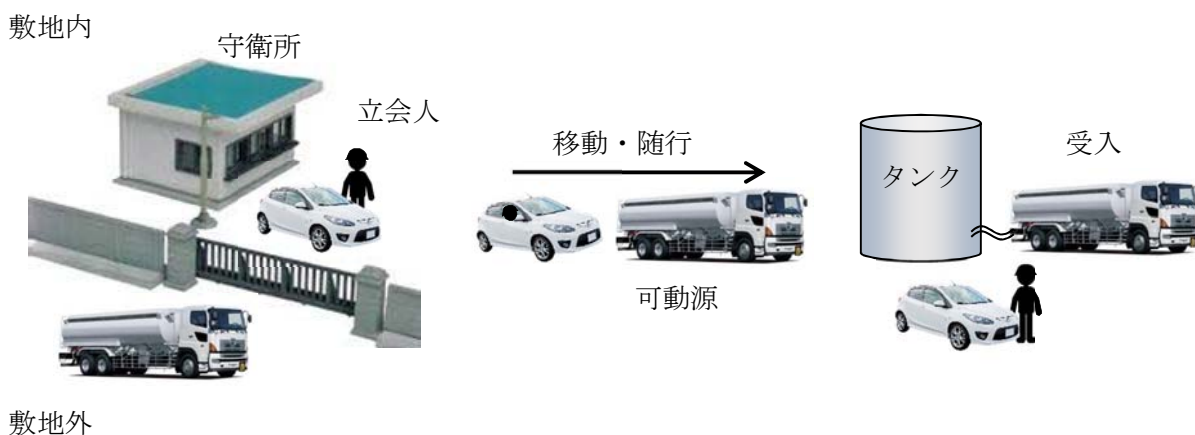 敷地内
守衛所
立会人
移動・随行
可動源
タンク
受入
敷地外